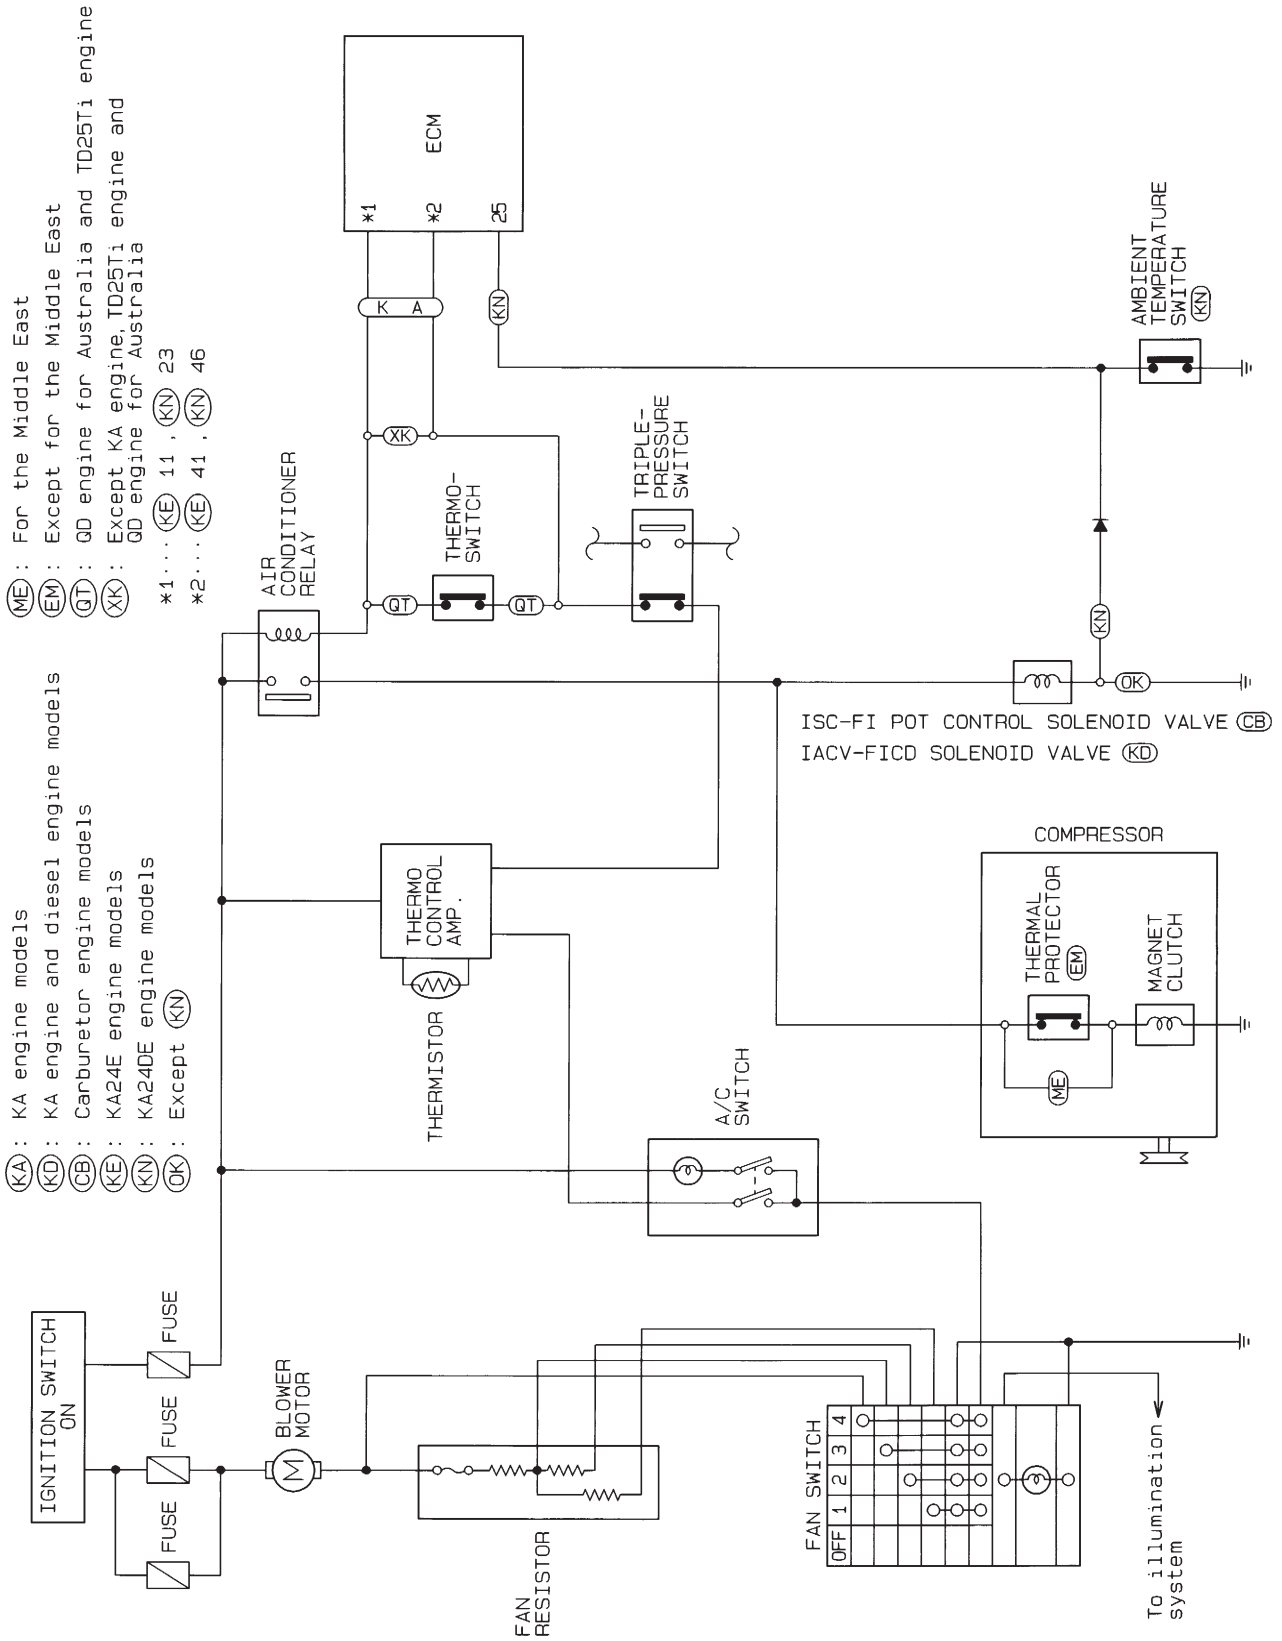 IGNITION SWITCH
ON
FUSE
FUSE
FUSE
BLOWER
MOTOR
M
FAN
RESISTOR
FAN SWITCH
OFF 1 2 3 4
To illumination
system
KA : KA engine models
KD : KA engine and diesel engine models
CB : Carburetor engine models
KE : KA24E engine models
KN : KA24DE engine models
OK : Except KN
ME : For the Middle East
EM : Except for the Middle East
QT : QD engine for Australia and TD25Ti engine
XK : Except KA engine, TD25Ti engine and
QD engine for Australia
*1··· KE 11 , KN 23
*2··· KE 41 , KN 46
THERMO
CONTROL
AMP.
THERMISTOR
A/C
SWITCH
AIR
CONDITIONER
RELAY
QT
QT
THERMO-
SWITCH
XK
K A
KN
*1
*2
25
ECM
TRIPLE-
PRESSURE
SWITCH
COMPRESSOR
THERMAL
PROTECTOR
EM
ME
MAGNET
CLUTCH
ISC-FI POT CONTROL SOLENOID VALVE CB
IACV-FICD SOLENOID VALVE KD
OK
KN
AMBIENT
TEMPERATURE
SWITCH
KN